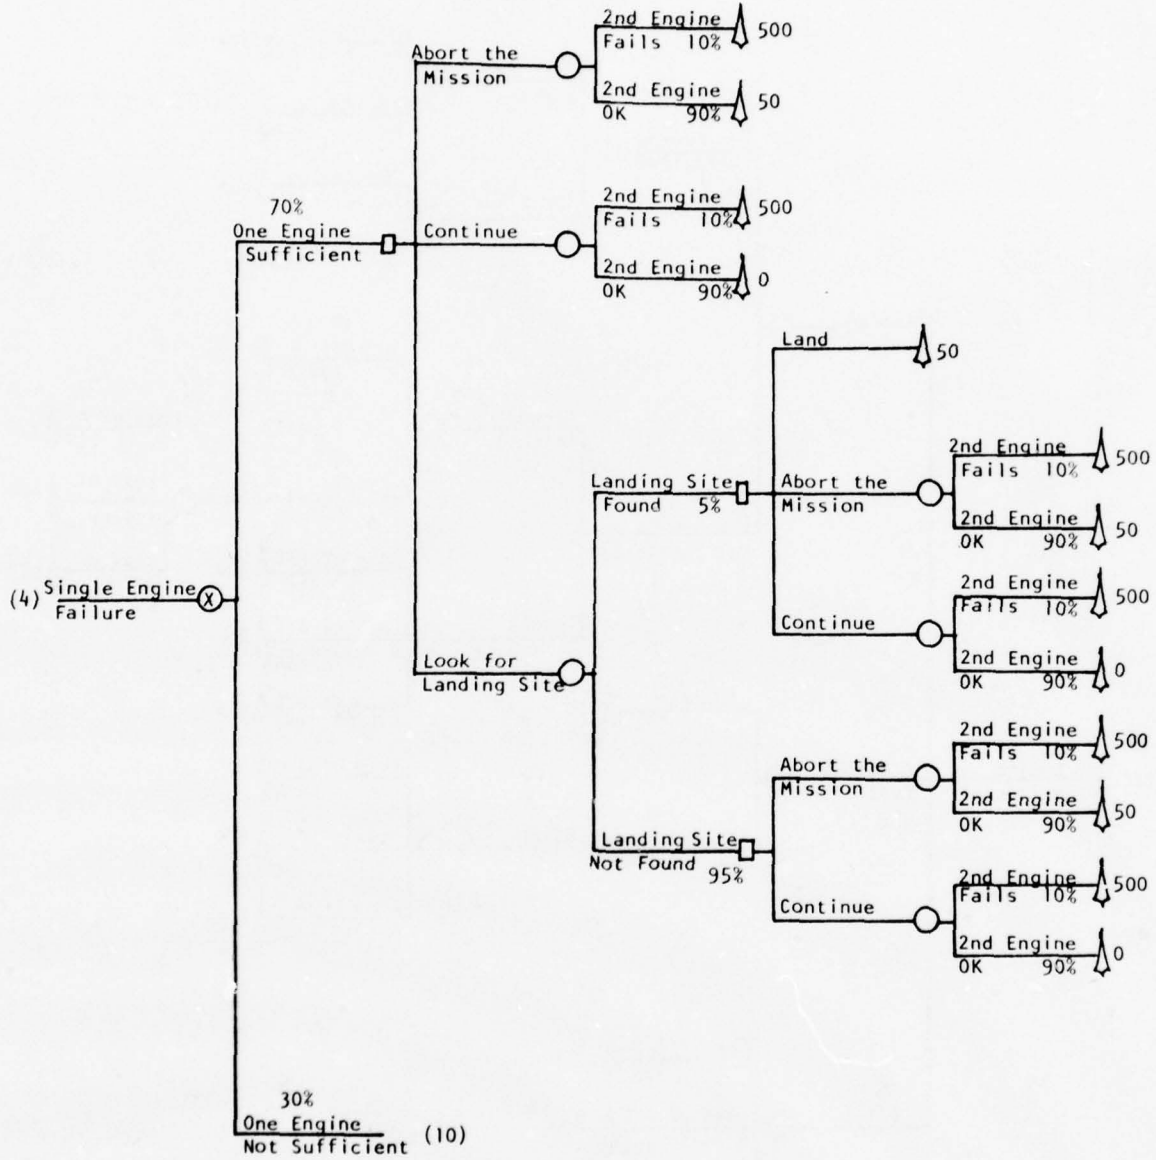 2nd Engine
Fails 10% 500
Abort the
Mission
2nd Engine
OK 90% 50
70%
One Engine
Sufficient
2nd Engine
Fails 10% 500
Continue
2nd Engine
OK 90% 0
Land 50
2nd Engine
Fails 10% 500
Landing Site
Found 5%
Abort the
Mission
2nd Engine
OK 90% 50
(4) Single Engine
Failure
2nd Engine
Fails 10% 500
Continue
2nd Engine
OK 90% 0
Look for
Landing Site
2nd Engine
Fails 10% 500
Abort the
Mission
2nd Engine
OK 90% 50
Landing Site
Not Found 95%
2nd Engine
Fails 10% 500
Continue
2nd Engine
OK 90% 0
30%
One Engine
Not Sufficient (10)
X